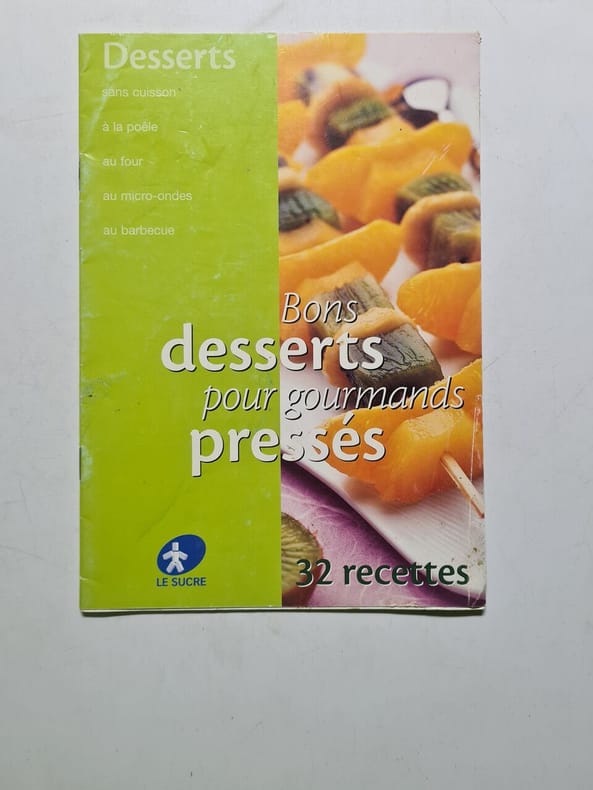 Desserts
sans cuisson
à la poêle
au four
au micro-ondes
au barbecue
Bons
desserts
pour gourmands
pressés
LE SUCRE
32 recettes